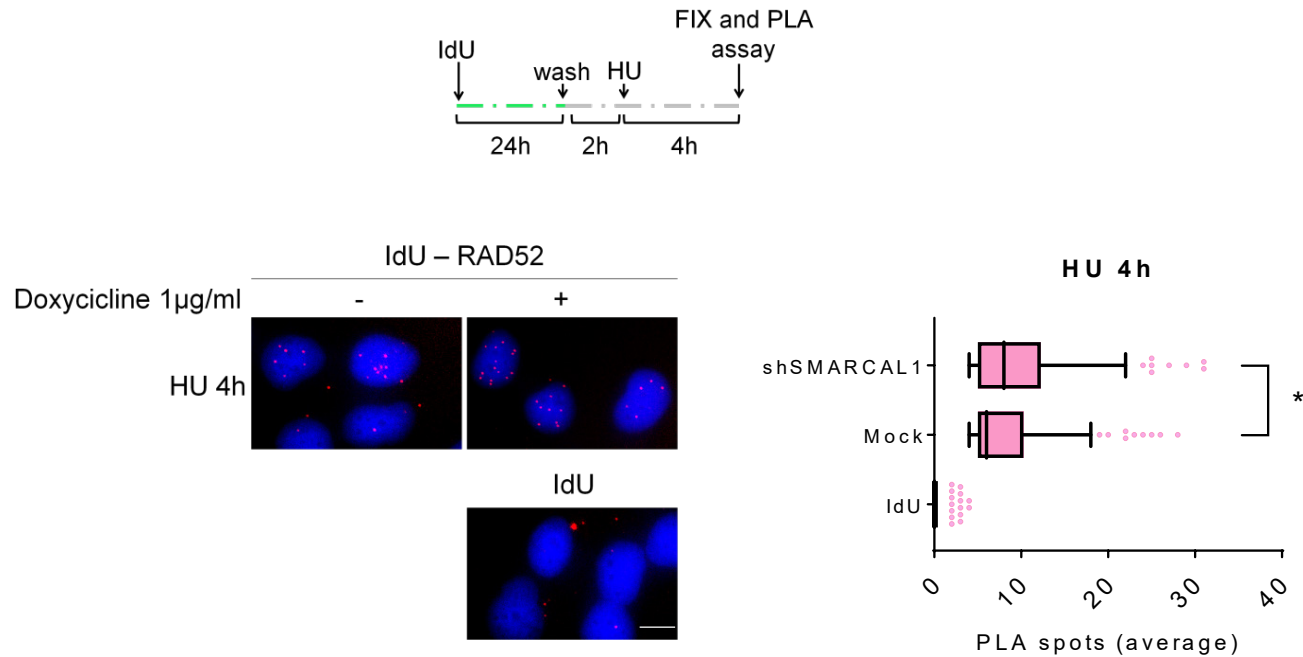 FIX and PLA
assay
IdU
wash
HU
24h
2h
4h
IdU – RAD52
Doxycicline 1µg/ml
-
+
HU 4h
IdU
HU 4h
shSMARCAL1
Mock
IdU
*
0
10
20
30
40
PLA spots (average)